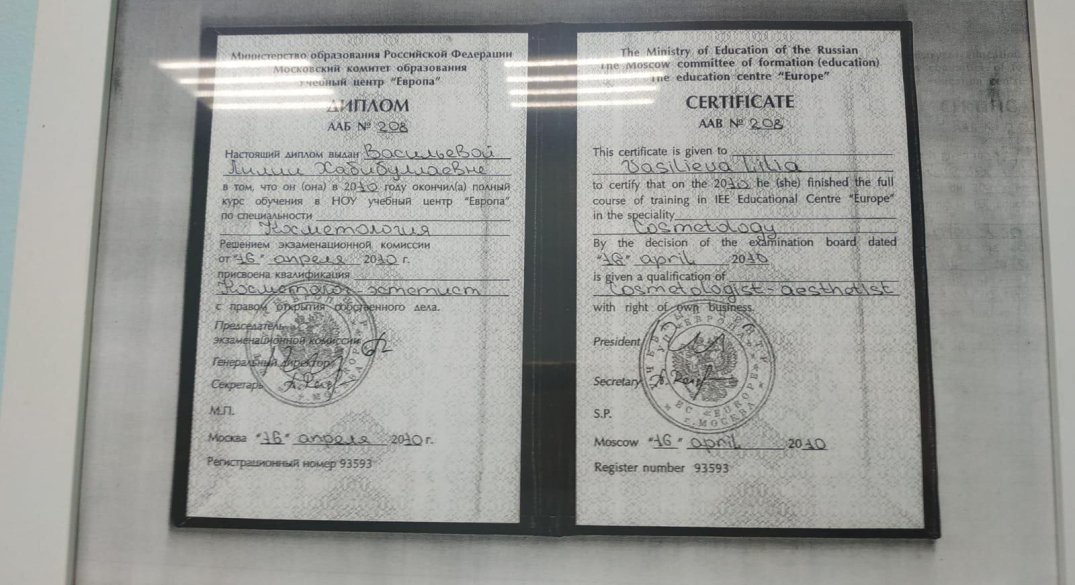 Министерство образования Российской Федерации
Московский комитет образования
Учебный центр "Европа"
ДИПЛОМ
ААБ № 208
Настоящий диплом выдан Васильевой
Лилии Хабибулаевне
в том, что он (она) в 2010 году окончил(а) полный
курс обучения в НОУ учебный центр "Европа"
по специальности
Косметология
Решением экзаменационной комиссии
от "16" апреля 2010 г.
присвоена квалификация
Косметолог-эстетист
с правом открытия собственного дела.
Председатель
экзаменационной комиссии
Генеральный директор
Секретарь
М.П.
Москва "16" апреля 2010 г.
Регистрационный номер 93593
The Ministry of Education of the Russian
The Moscow committee of formation (education)
The education centre "Europe"
CERTIFICATE
AAB № 208
This certificate is given to
Vasilieva Lilia
to certify that on the 2010 he (she) finished the full
course of training in IEE Educational Centre "Europe"
in the speciality
Cosmetology
By the decision of the examination board dated
"16" april 2010
is given a qualification of
Cosmetologist-aesthetist
with right of own business.
President
Secretary
ЕС «EUROPE»
г.МОСКВА
S.P.
Moscow "16" april 2010
Register number 93593